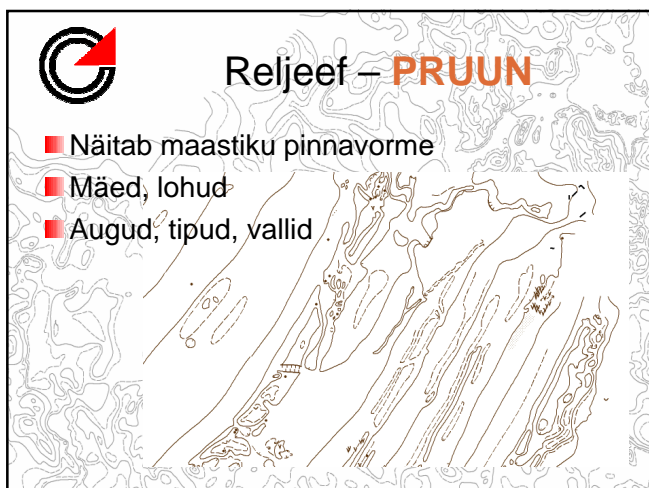 Reljeef – PRUUN
Näitab maastiku pinnavorme
Mäed, lohud
Augud, tipud, vallid